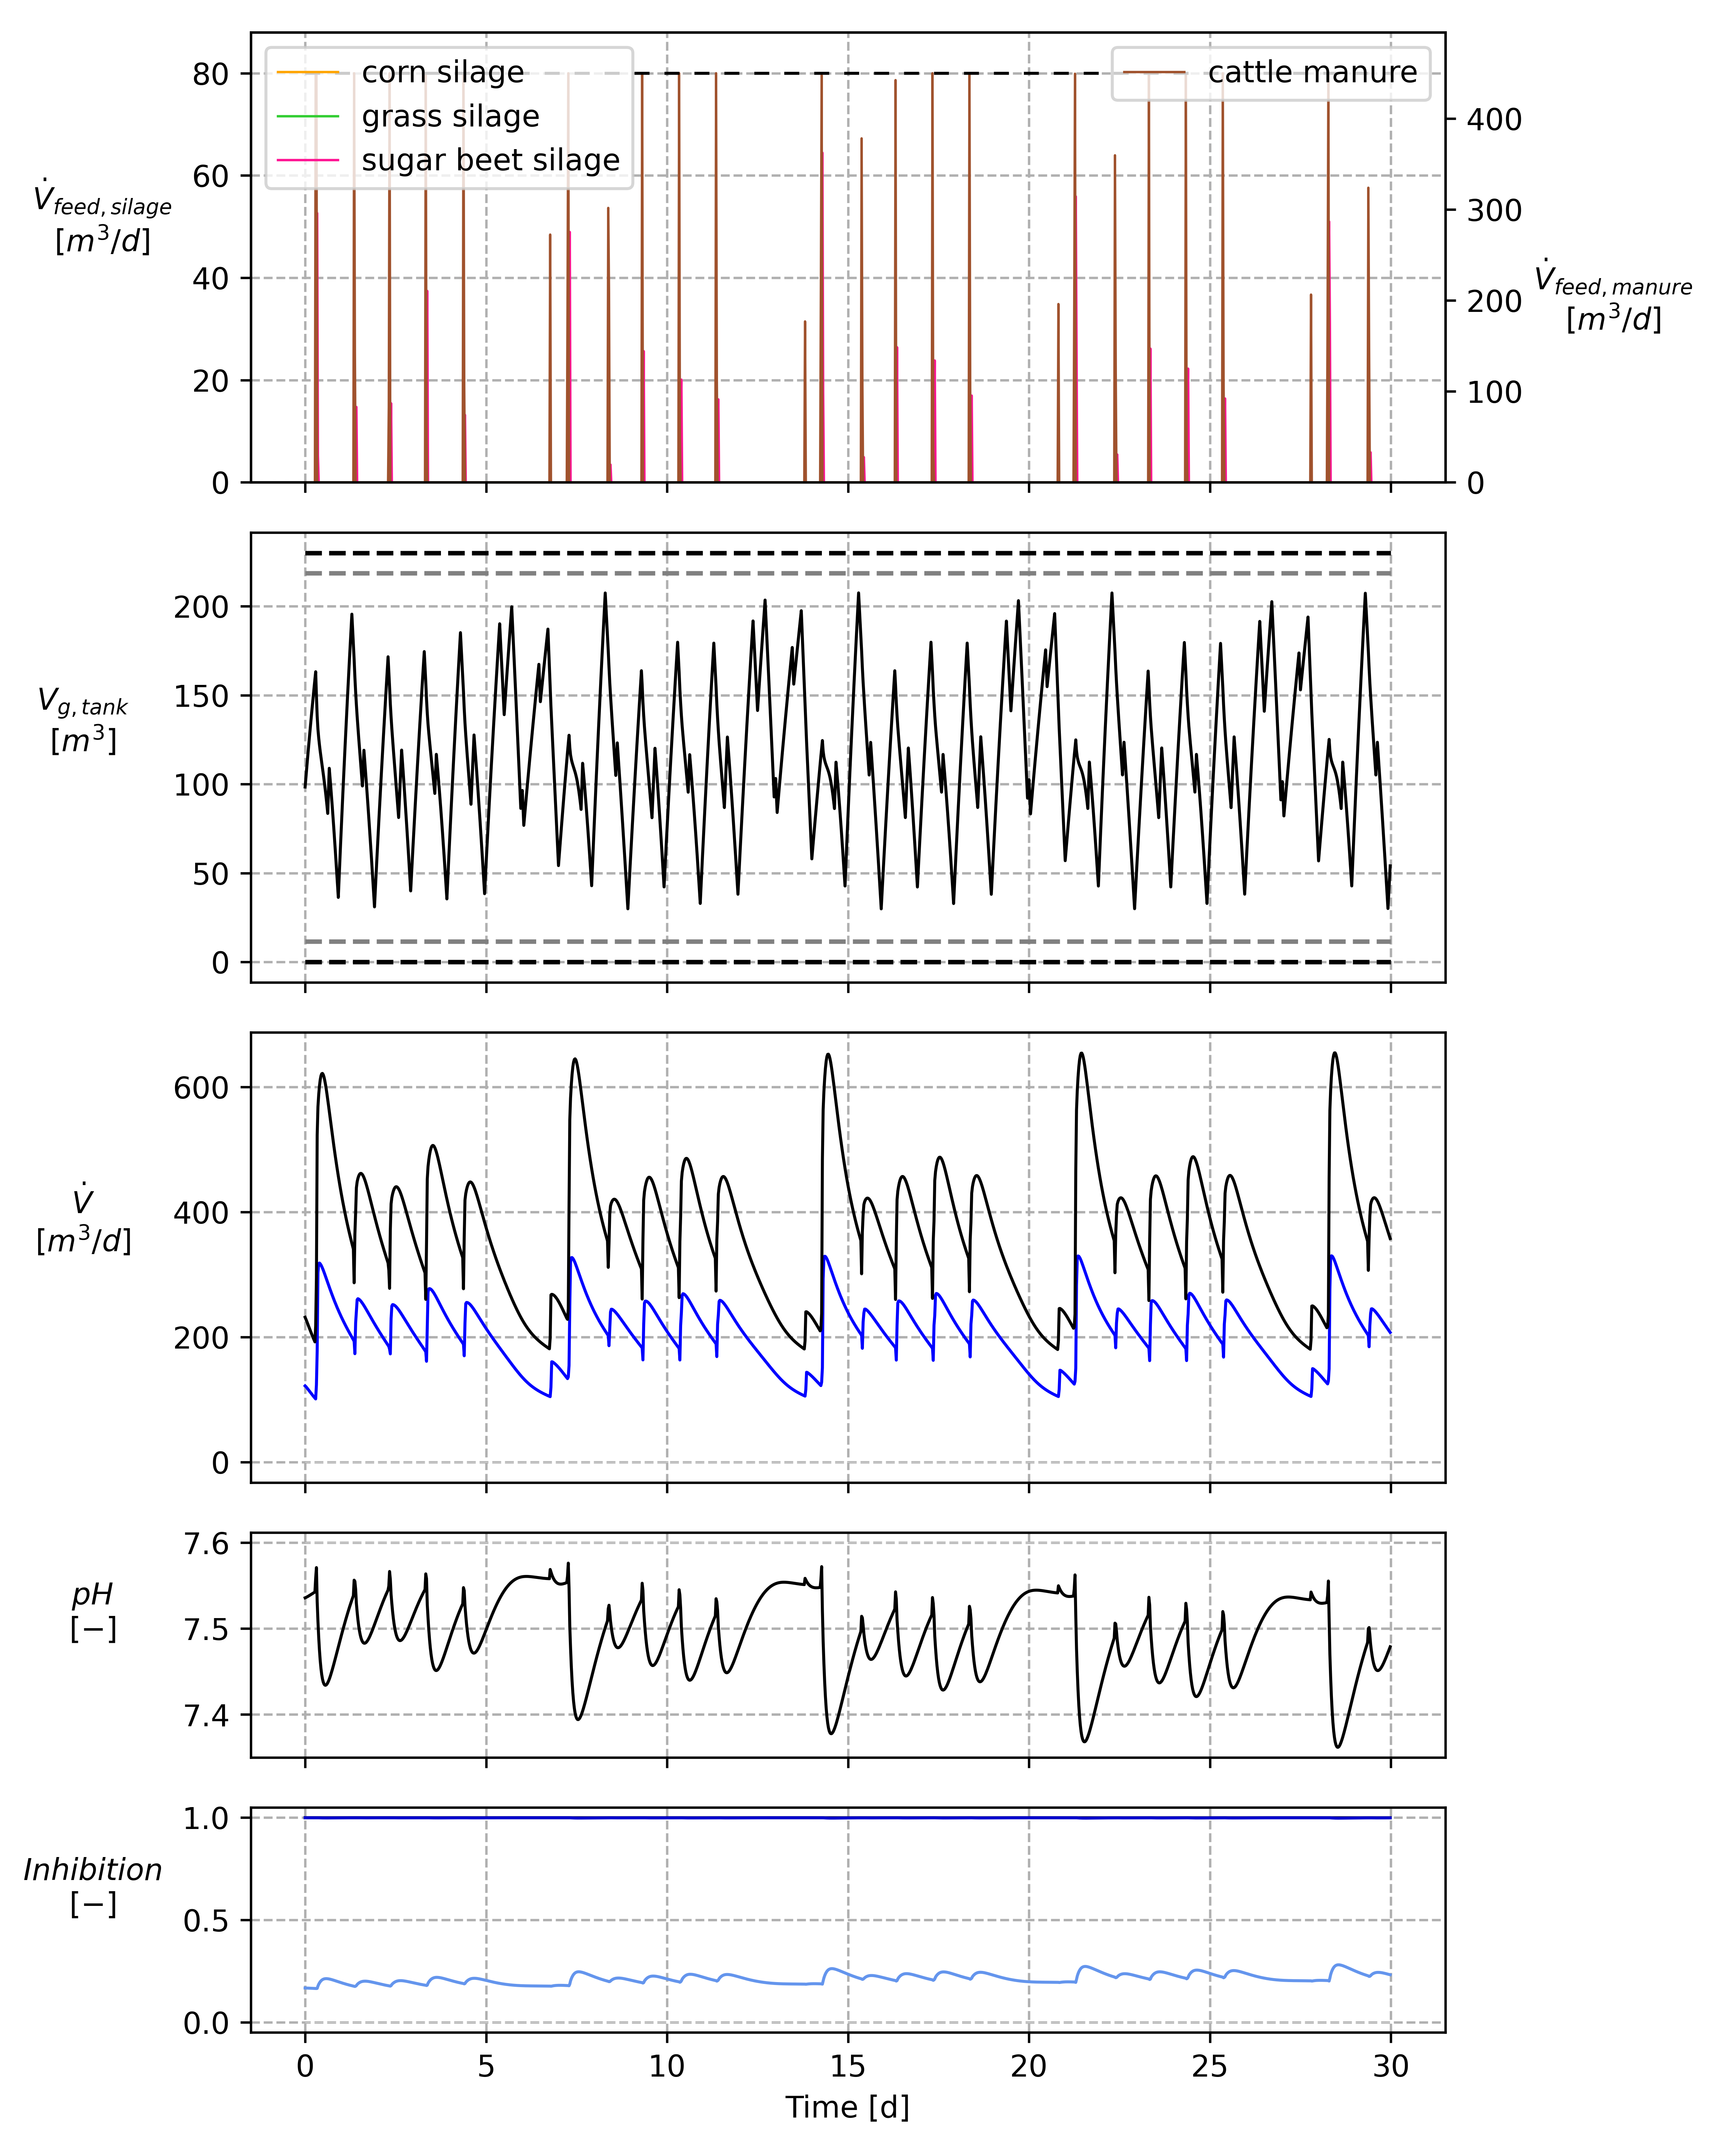 corn silage
grass silage
sugar beet silage
cattle manure
80
60
40
20
0
V̇feed, silage
[m³/d]
400
300
200
100
0
V̇feed, manure
[m³/d]
200
150
100
50
0
Vg, tank
[m³]
600
400
200
0
V̇
[m³/d]
7.6
7.5
7.4
pH
[−]
1.0
0.5
0.0
Inhibition
[−]
0 5 10 15 20 25 30
Time [d]